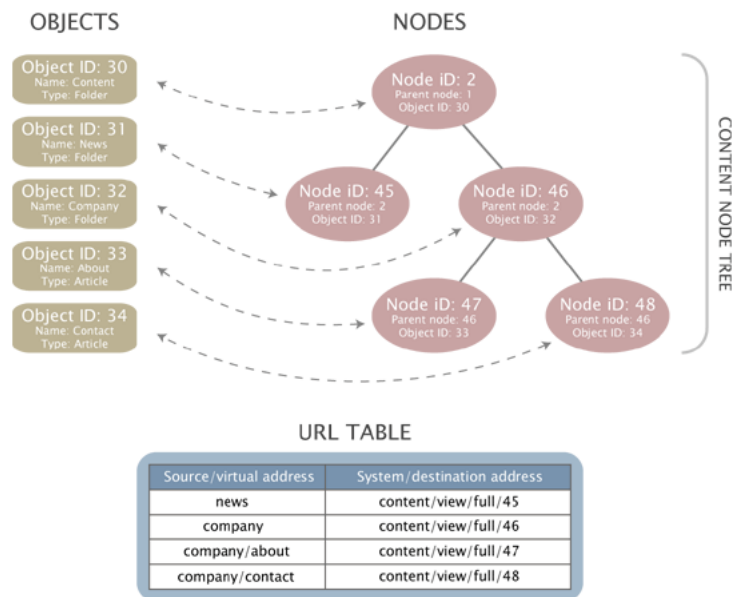 OBJECTS
NODES
Object ID: 30
Name: Content
Type: Folder
Object ID: 31
Name: News
Type: Folder
Object ID: 32
Name: Company
Type: Folder
Object ID: 33
Name: About
Type: Article
Object ID: 34
Name: Contact
Type: Article
Node iD: 2
Parent node: 1
Object ID: 30
Node iD: 45
Parent node: 2
Object ID: 31
Node iD: 46
Parent node: 2
Object ID: 32
Node iD: 47
Parent node: 46
Object ID: 33
Node iD: 48
Parent node: 46
Object ID: 34
CONTENT NODE TREE
URL TABLE
Source/virtual address System/destination address
news content/view/full/45
company content/view/full/46
company/about content/view/full/47
company/contact content/view/full/48